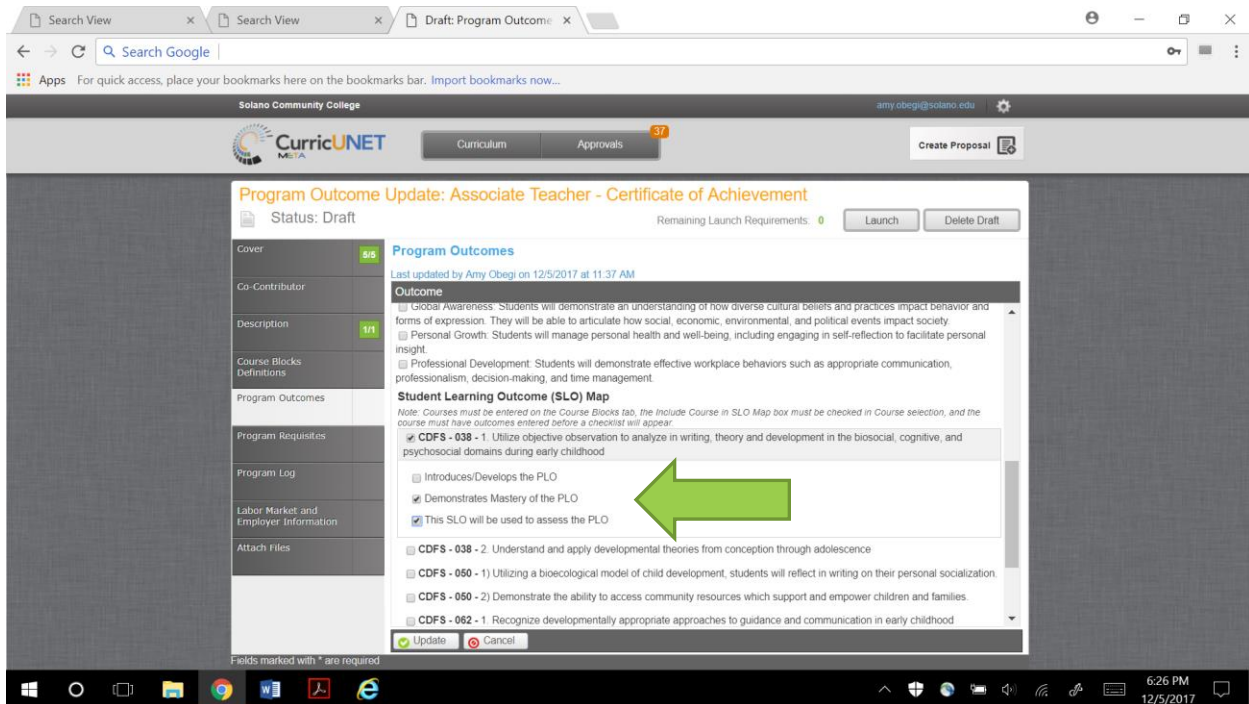 Search View
Search View
Draft: Program Outcome
Search Google
Apps For quick access, place your bookmarks here on the bookmarks bar. Import bookmarks now...
Solano Community College
amy.obegi@solano.edu
CurricUNET
META
Curriculum
Approvals
37
Create Proposal
Program Outcome Update: Associate Teacher - Certificate of Achievement
Status: Draft
Remaining Launch Requirements: 0
Launch
Delete Draft
Cover
5/5
Co-Contributor
Description
1/1
Course Blocks
Definitions
Program Outcomes
Program Requisites
Program Log
Labor Market and
Employer Information
Attach Files
Program Outcomes
Last updated by Amy Obegi on 12/5/2017 at 11:37 AM
Outcome
Global Awareness: Students will demonstrate an understanding of how diverse cultural beliefs and practices impact behavior and
forms of expression. They will be able to articulate how social, economic, environmental, and political events impact society.
Personal Growth: Students will manage personal health and well-being, including engaging in self-reflection to facilitate personal
insight.
Professional Development: Students will demonstrate effective workplace behaviors such as appropriate communication,
professionalism, decision-making, and time management.
Student Learning Outcome (SLO) Map
Note: Courses must be entered on the Course Blocks tab, the Include Course in SLO Map box must be checked in Course selection, and the
course must have outcomes entered before a checklist will appear.
CDFS - 038 - 1. Utilize objective observation to analyze in writing, theory and development in the biosocial, cognitive, and
psychosocial domains during early childhood
Introduces/Develops the PLO
Demonstrates Mastery of the PLO
This SLO will be used to assess the PLO
CDFS - 038 - 2. Understand and apply developmental theories from conception through adolescence
CDFS - 050 - 1) Utilizing a bioecological model of child development, students will reflect in writing on their personal socialization.
CDFS - 050 - 2) Demonstrate the ability to access community resources which support and empower children and families.
CDFS - 062 - 1. Recognize developmentally appropriate approaches to guidance and communication in early childhood
Update
Cancel
Fields marked with * are required
6:26 PM
12/5/2017